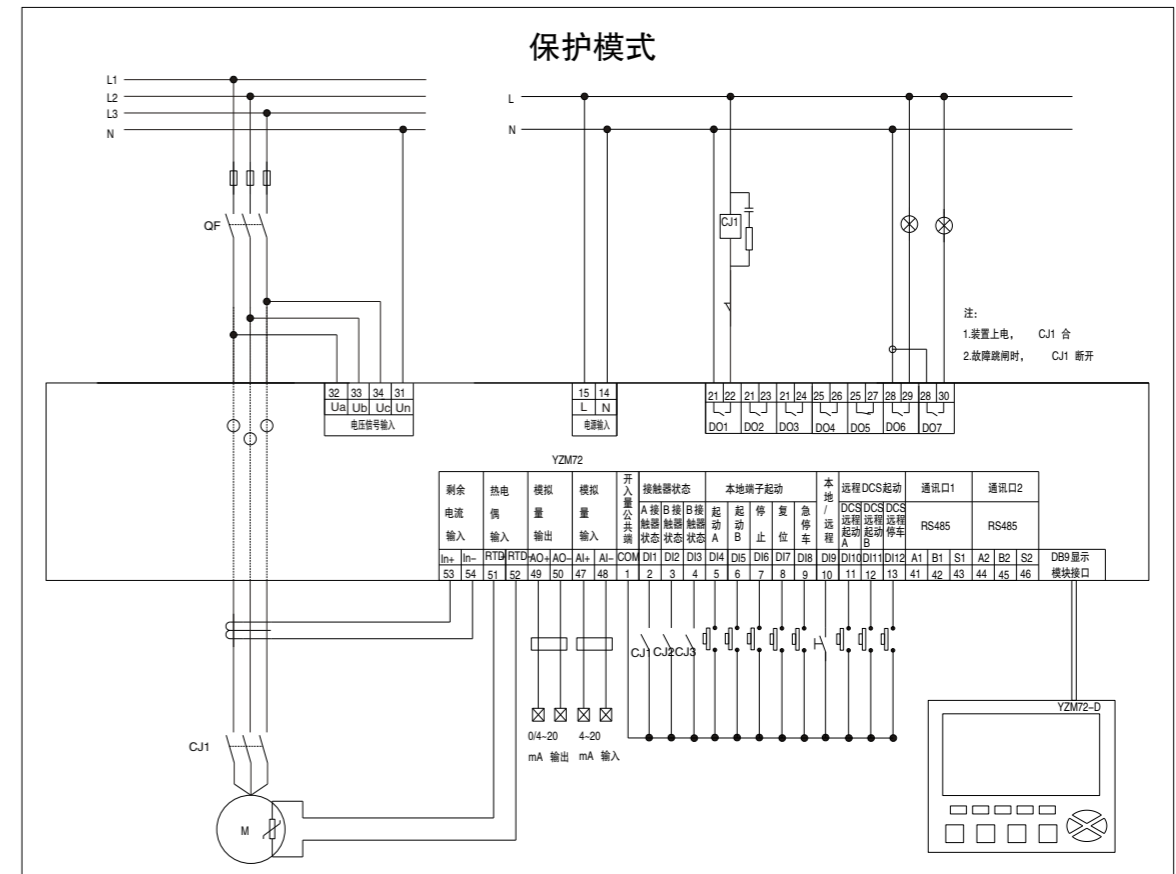 保护模式
L1
L2
L3
N
L
N
QF
CJ1
注:
1.装置上电, CJ1 合
2.故障跳闸时, CJ1 断开
32 33 34 31
Ua Ub Uc Un
电压信号输入
15 14
L N
电源输入
21 22 21 23 21 24 25 26 25 27 28 29 28 30
DO1 DO2 DO3 DO4 DO5 DO6 DO7
YZM72
剩余电流输入
热电偶输入
模拟量输出
模拟量输入
开入量公共端
接触器状态
A接触器状态
B接触器状态
B接触器状态
本地端子起动
起动A
起动B
停止
复位
急停车
本地/远程
远程DCS起动
DCS远程起动A
DCS远程起动B
DCS远程停车
通讯口1
RS485
通讯口2
RS485
In+ In- RTD RTD- AO+ AO- AI+ AI- COM DI1 DI2 DI3 DI4 DI5 DI6 DI7 DI8 DI9 DI10 DI11 DI12 A1 B1 S1 A2 B2 S2
53 54 51 52 49 50 47 48 1 2 3 4 5 6 7 8 9 10 11 12 13 41 42 43 44 45 46
DB9显示
模块接口
CJ1 CJ2 CJ3
0/4~20
mA 输出
4~20
mA 输入
YZM72-D
CJ1
M